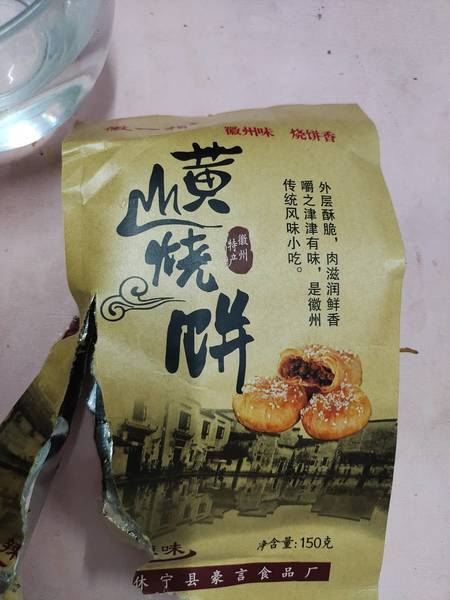 徽州味 烧饼香
黄山烧饼
徽州
特产
外层酥脆，肉滋润鲜香
嚼之津津有味，是徽州
传统风味小吃。
辣
味
净含量：150克
休宁县豪言食品厂